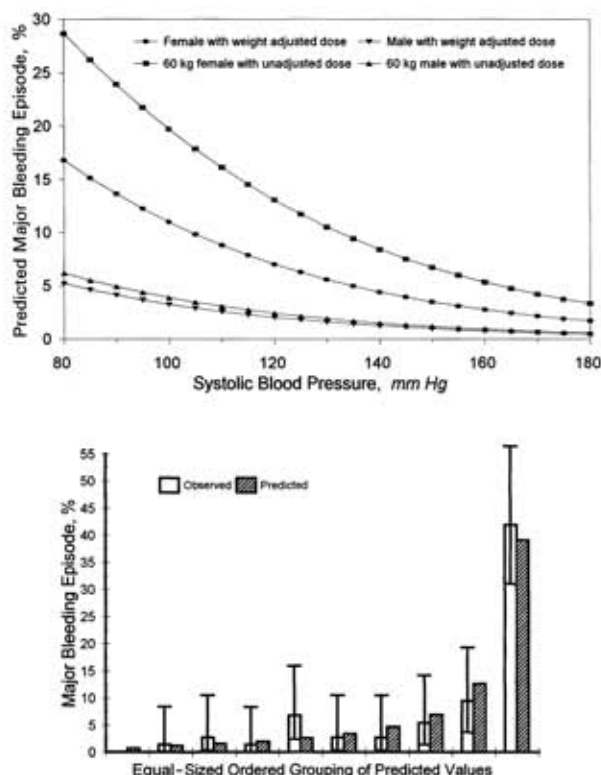 30
Female with weight adjusted dose
Male with weight adjusted dose
60 kg female with unadjusted dose
60 kg male with unadjusted dose
25
20
15
10
5
0
Predicted Major Bleeding Episode, %
80 100 120 140 160 180
Systolic Blood Pressure, mm Hg
55
50
45
40
35
30
25
20
15
10
5
0
Observed Predicted
Major Bleeding Episode, %
Equal-Sized Ordered Grouping of Predicted Values